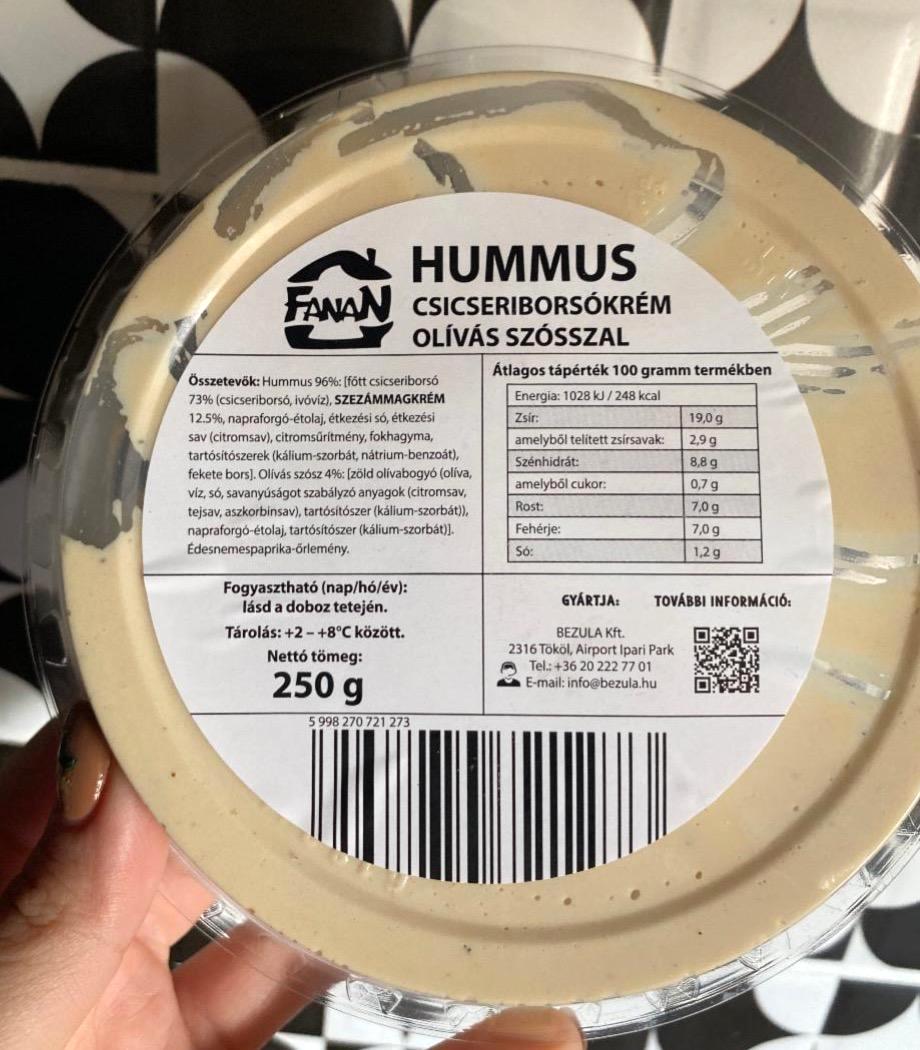 FANAN
HUMMUS
CSICSERIBORSÓKRÉM
OLÍVÁS SZÓSSZAL
Összetevők: Hummus 96%: [főtt csicseriborsó
73% (csicseriborsó, ivóvíz), SZEZÁMMAGKRÉM
12.5%, napraforgó-étolaj, étkezési só, étkezési
sav (citromsav), citromsűrítmény, fokhagyma,
tartósítószerek (kálium-szorbát, nátrium-benzoát),
fekete bors]. Olívás szósz 4%: [zöld olívabogyó (olíva,
víz, só, savanyúságot szabályzó anyagok (citromsav,
tejsav, aszkorbinsav), tartósítószer (kálium-szorbát)),
napraforgó-étolaj, tartósítószer (kálium-szorbát)].
Édesnemespaprika-őrlemény.
Átlagos tápérték 100 gramm termékben
Energia: 1028 kJ / 248 kcal
Zsír: 19,0 g
amelyből telített zsírsavak: 2,9 g
Szénhidrát: 8,8 g
amelyből cukor: 0,7 g
Rost: 7,0 g
Fehérje: 7,0 g
Só: 1,2 g
Fogyasztható (nap/hó/év):
lásd a doboz tetején.
Tárolás: +2 – +8°C között.
Nettó tömeg:
250 g
GYÁRTJA:
BEZULA Kft.
2316 Tököl, Airport Ipari Park
Tel.: +36 20 222 77 01
E-mail: info@bezula.hu
TOVÁBBI INFORMÁCIÓ:
5 998 270 721 273